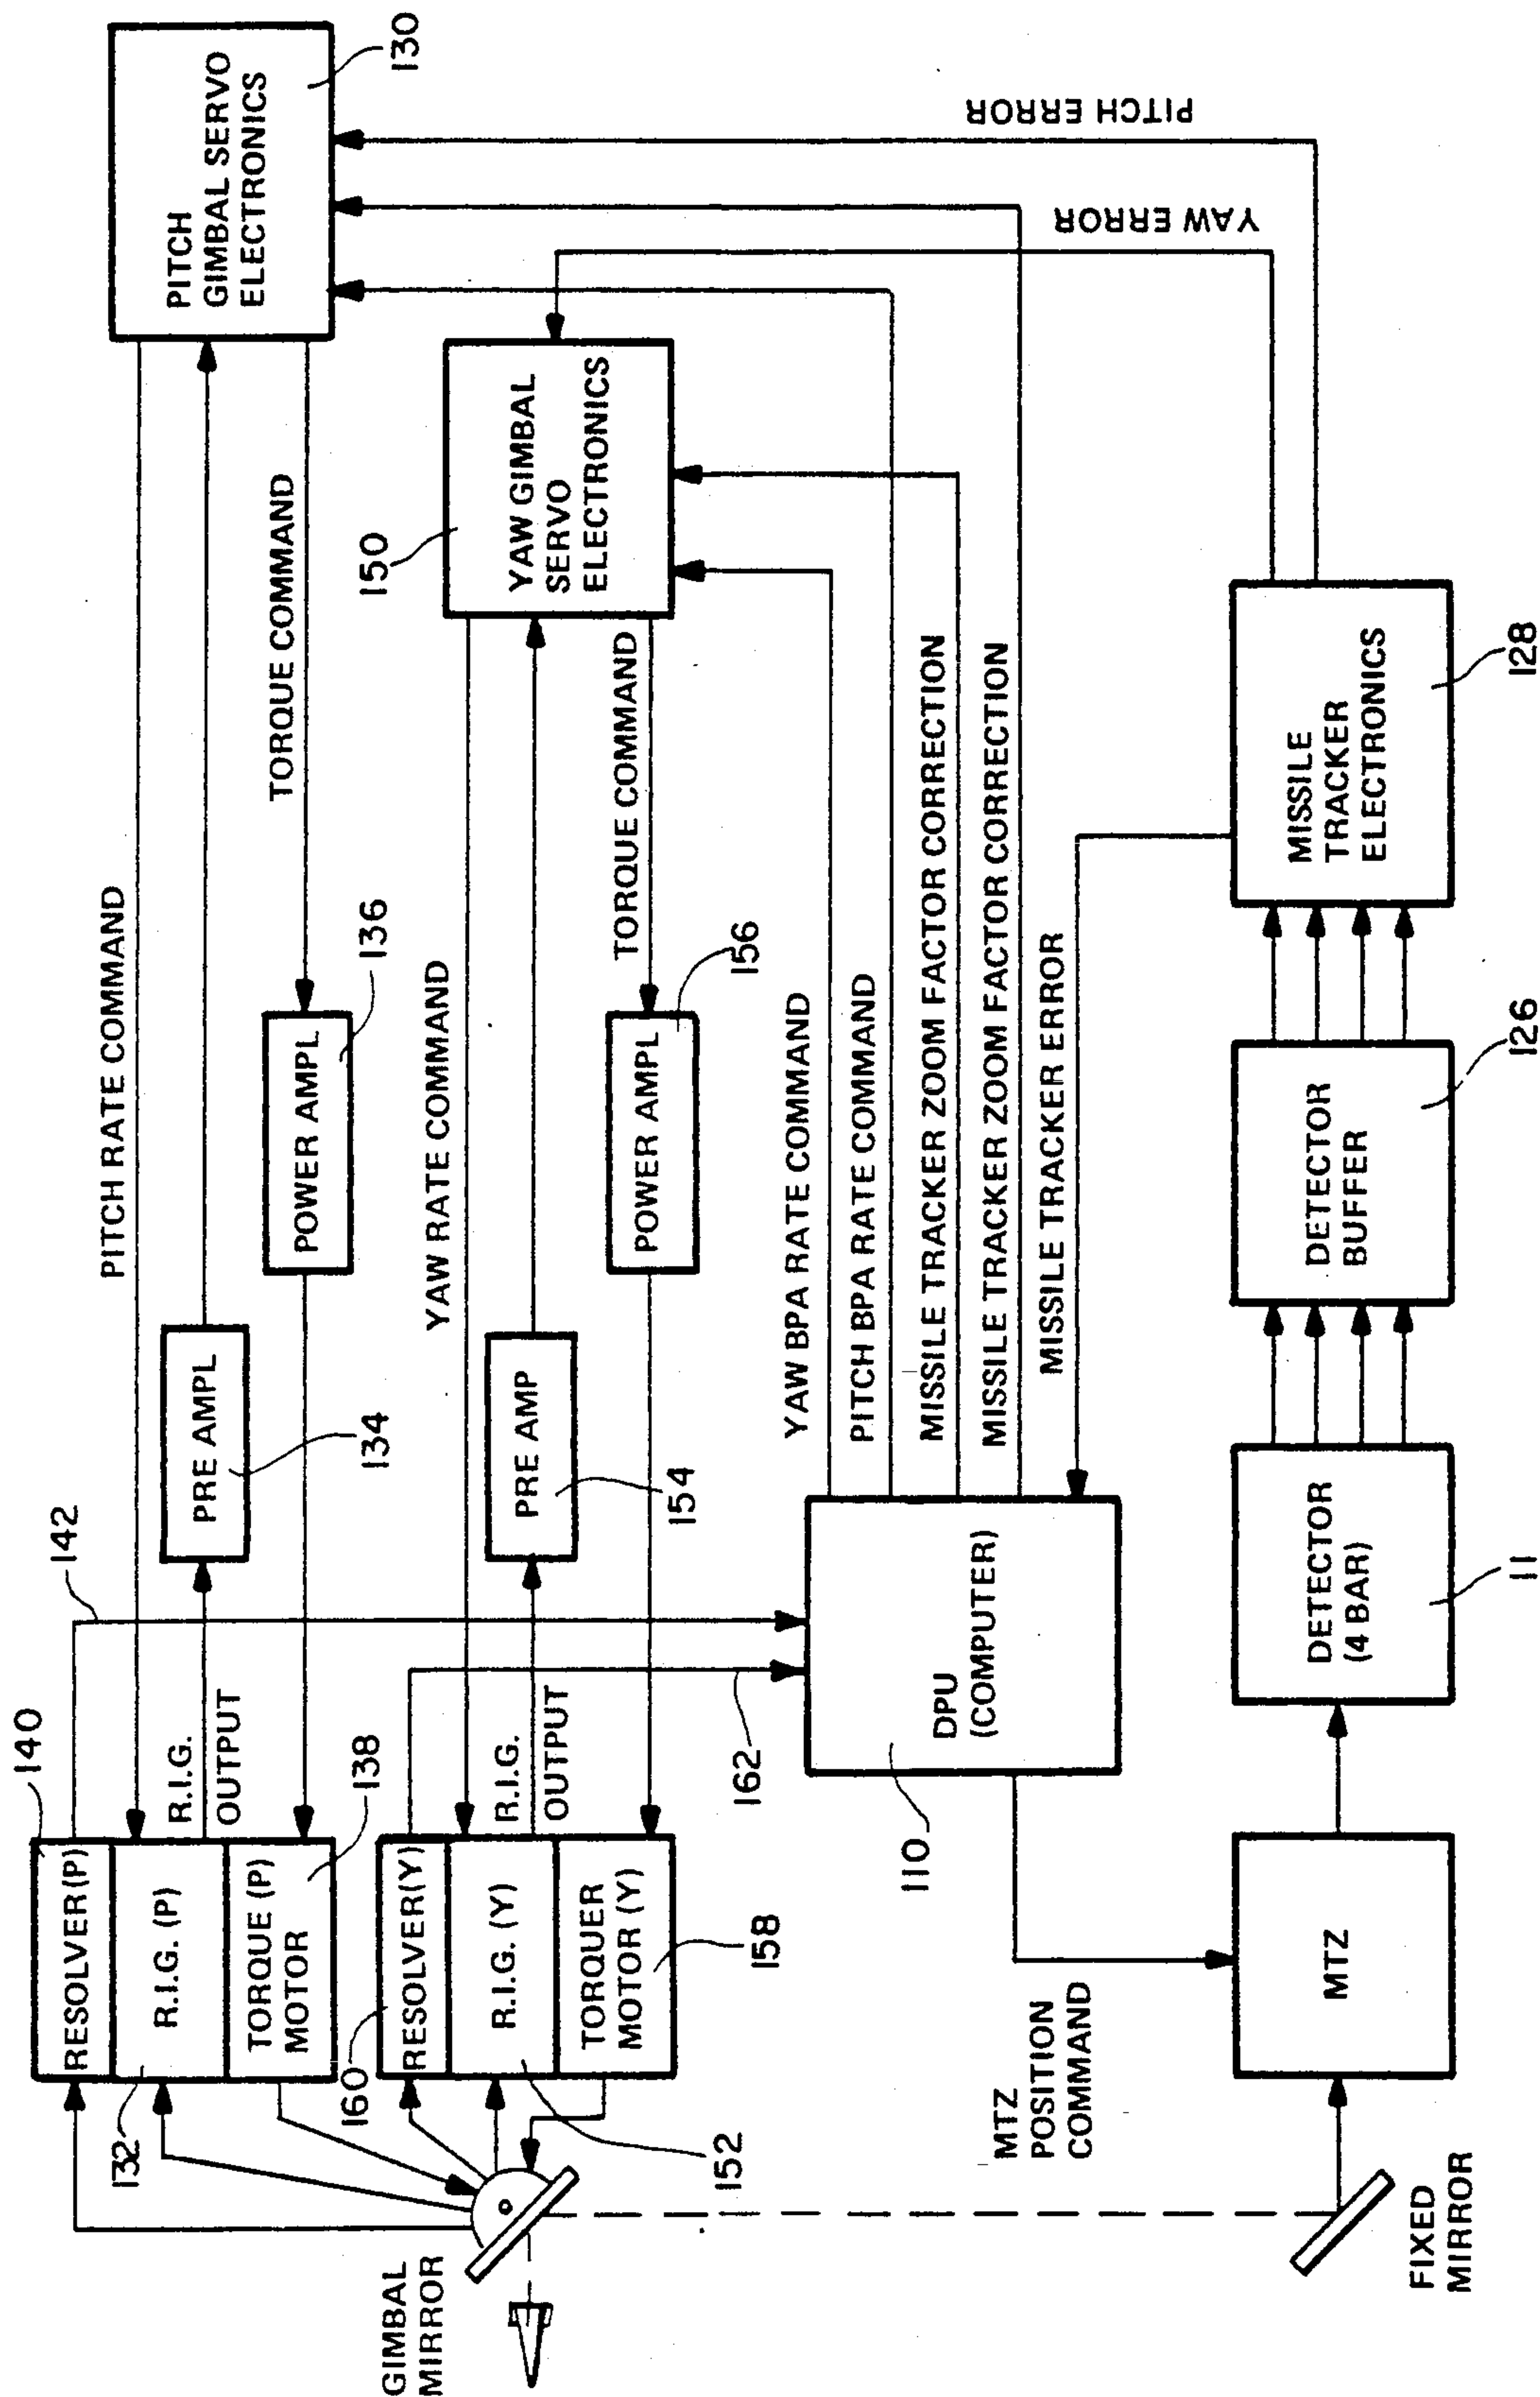 140
RESOLVER(P)
R.I.G. (P)
TORQUE (P)
MOTOR
132
138
R.I.G.
OUTPUT
142
PRE AMPL
134
PITCH RATE COMMAND
POWER AMPL
136
TORQUE COMMAND
PITCH
GIMBAL SERVO
ELECTRONICS
130
GIMBAL
MIRROR
160
RESOLVER(Y)
R.I.G. (Y)
TORQUER
MOTOR (Y)
152
158
R.I.G.
OUTPUT
162
PRE AMP
154
YAW RATE COMMAND
POWER AMPL
156
TORQUE COMMAND
150
YAW GIMBAL
SERVO
ELECTRONICS
110
DPU
(COMPUTER)
YAW BPA RATE COMMAND
PITCH BPA RATE COMMAND
MISSILE TRACKER ZOOM FACTOR CORRECTION
MISSILE TRACKER ZOOM FACTOR CORRECTION
MISSILE TRACKER ERROR
YAW ERROR
PITCH ERROR
MTZ
POSITION
COMMAND
FIXED
MIRROR
MTZ
DETECTOR
(4 BAR)
11
DETECTOR
BUFFER
126
MISSILE
TRACKER
ELECTRONICS
128